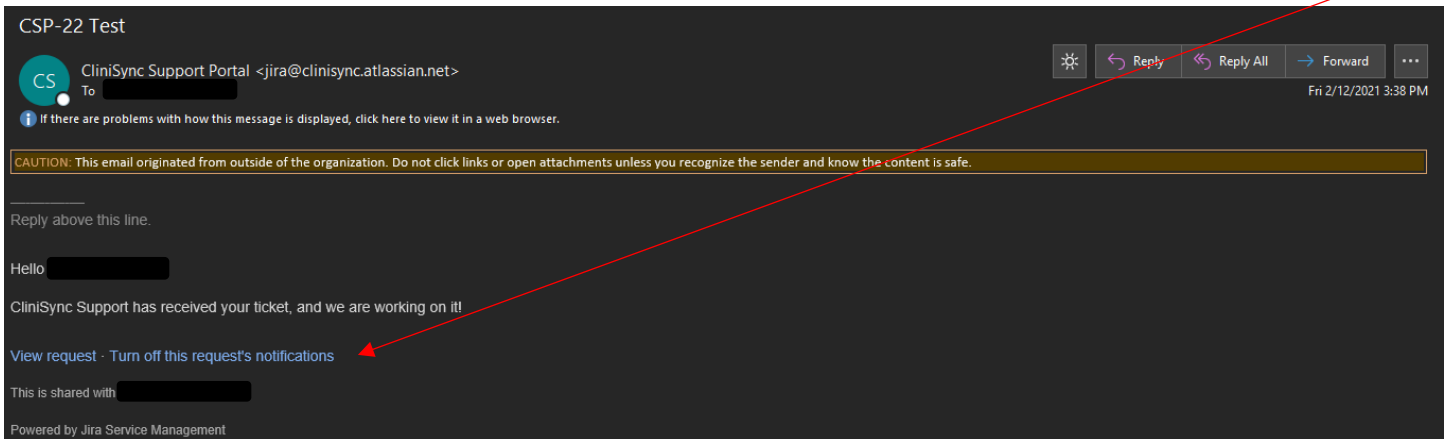 CSP-22 Test
CS
CliniSync Support Portal <jira@clinisync.atlassian.net>
To
Reply
Reply All
Forward
Fri 2/12/2021 3:38 PM
If there are problems with how this message is displayed, click here to view it in a web browser.
CAUTION: This email originated from outside of the organization. Do not click links or open attachments unless you recognize the sender and know the content is safe.
Reply above this line.
Hello
CliniSync Support has received your ticket, and we are working on it!
View request · Turn off this request's notifications
This is shared with
Powered by Jira Service Management